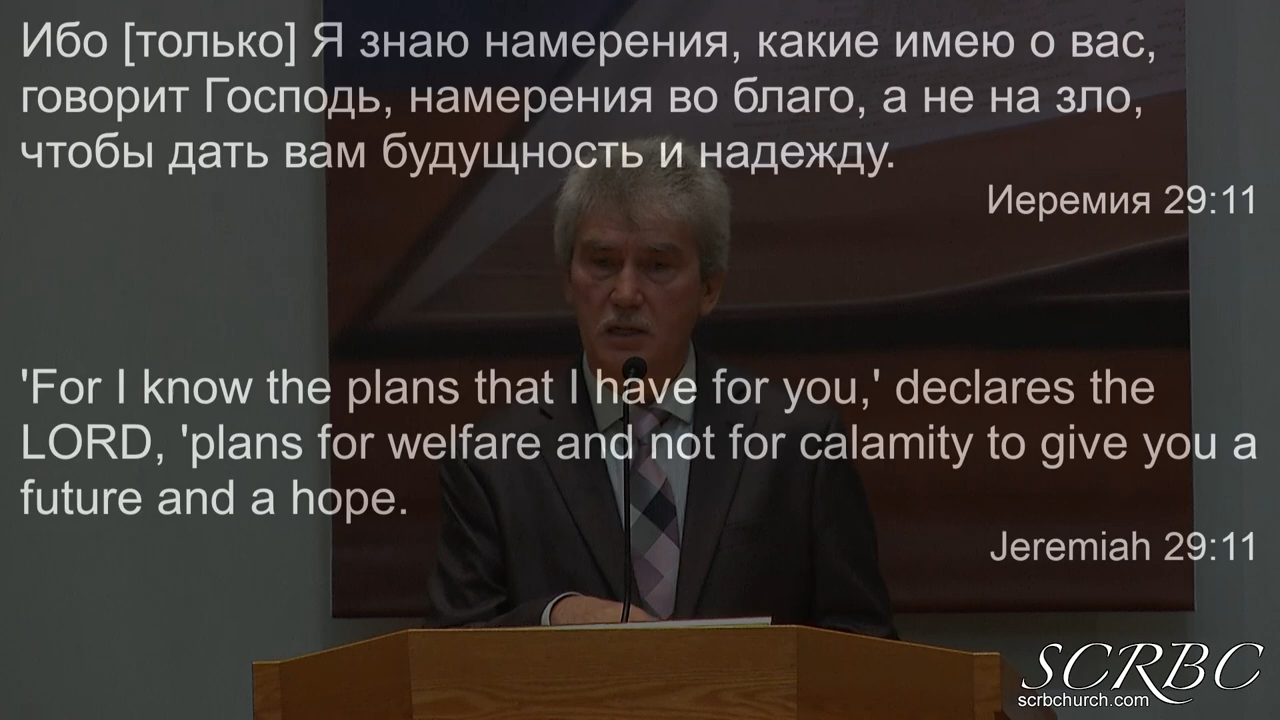 Ибо [только] Я знаю намерения, какие имею о вас,
говорит Господь, намерения во благо, а не на зло,
чтобы дать вам будущность и надежду.
Иеремия 29:11
'For I know the plans that I have for you,' declares the
LORD, 'plans for welfare and not for calamity to give you a
future and a hope.
Jeremiah 29:11
SCRBC
scrbchurch.com